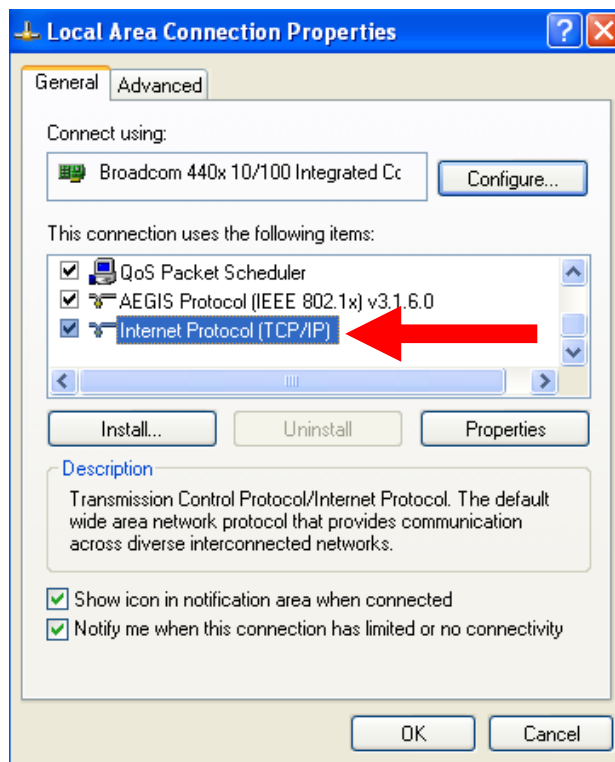 Local Area Connection Properties
General
Advanced
Connect using:
Broadcom 440x 10/100 Integrated Cc
Configure...
This connection uses the following items:
QoS Packet Scheduler
AEGIS Protocol (IEEE 802.1x) v3.1.6.0
Internet Protocol (TCP/IP)
Install...
Uninstall
Properties
Description
Transmission Control Protocol/Internet Protocol. The default
wide area network protocol that provides communication
across diverse interconnected networks.
Show icon in notification area when connected
Notify me when this connection has limited or no connectivity
OK
Cancel